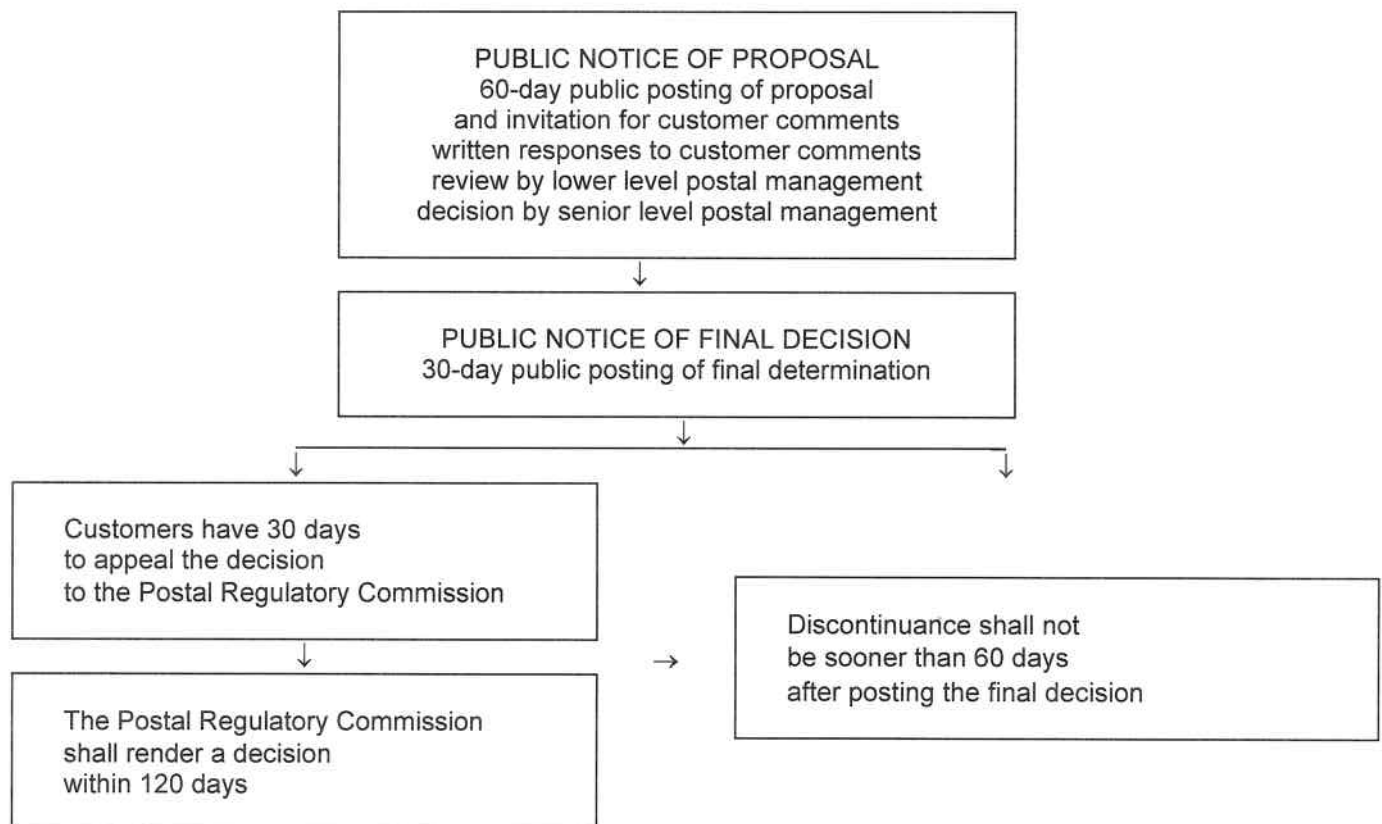 PUBLIC NOTICE OF PROPOSAL
60-day public posting of proposal
and invitation for customer comments
written responses to customer comments
review by lower level postal management
decision by senior level postal management
↓
PUBLIC NOTICE OF FINAL DECISION
30-day public posting of final determination
↓
↓ ↓
Customers have 30 days
to appeal the decision
to the Postal Regulatory Commission
↓
→
Discontinuance shall not
be sooner than 60 days
after posting the final decision
The Postal Regulatory Commission
shall render a decision
within 120 days